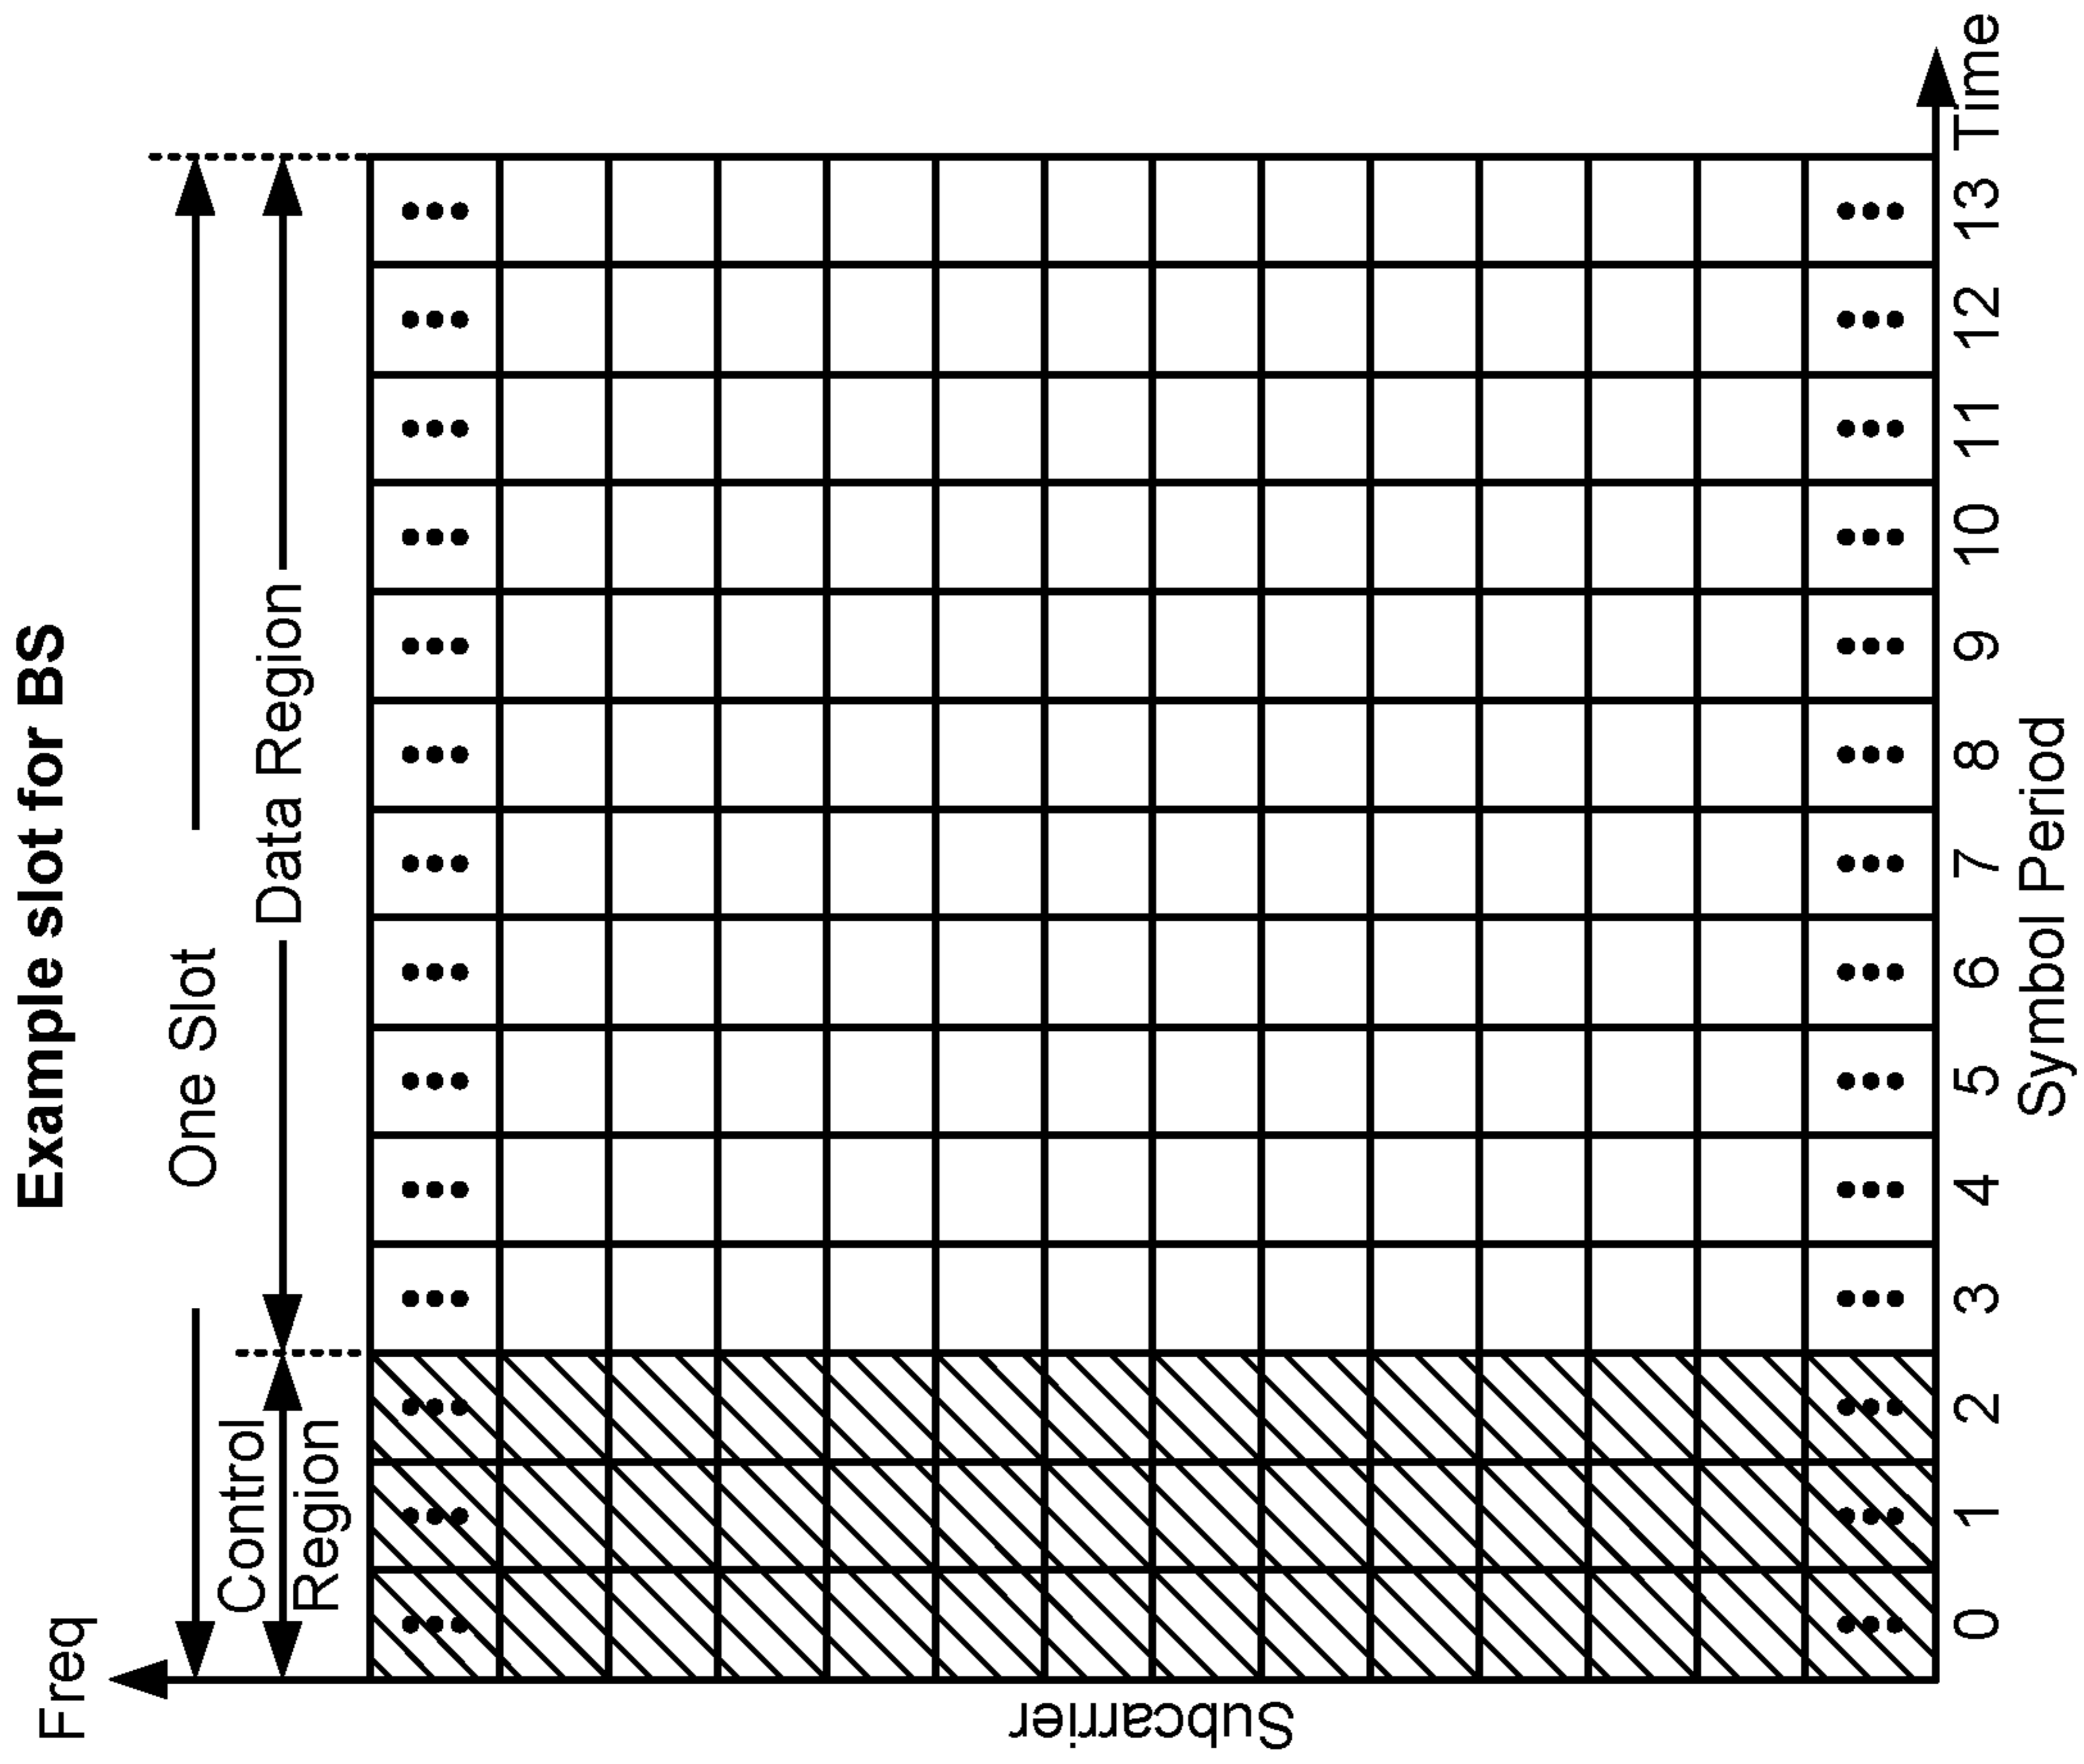 Example slot for BS
Freq
One Slot
Control
Region
Data Region
Subcarrier
0 1 2 3 4 5 6 7 8 9 10 11 12 13 Time
Symbol Period